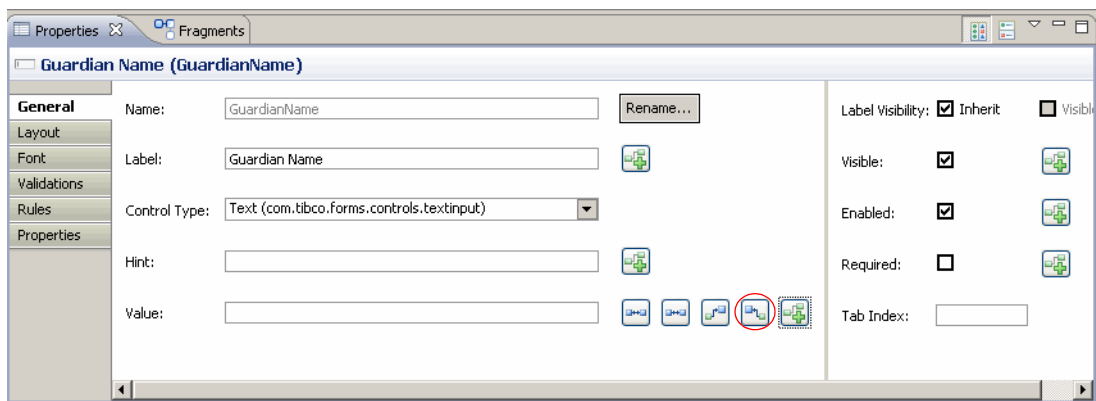 Properties Fragments
Guardian Name (GuardianName)
General
Layout
Font
Validations
Rules
Properties
Name: GuardianName Rename...
Label: Guardian Name
Control Type: Text (com.tibco.forms.controls.textinput)
Hint:
Value:
Label Visibility: Inherit Visibl
Visible:
Enabled:
Required:
Tab Index: